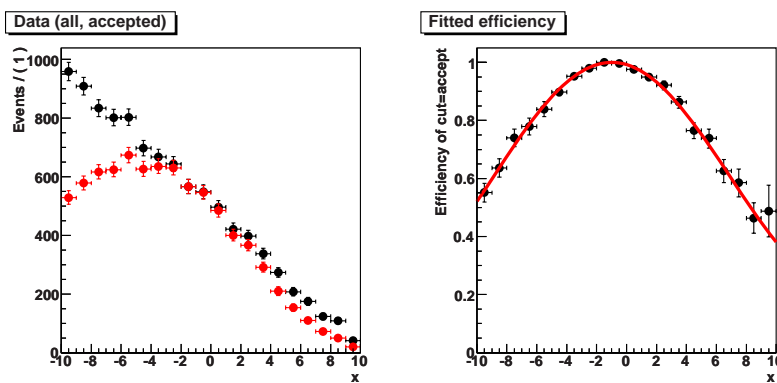 Data (all, accepted)
Events / ( 1 )
1000
800
600
400
200
0
-10 -8 -6 -4 -2 0 2 4 6 8 10
x
Fitted efficiency
Efficiency of cut=accept
1
0.8
0.6
0.4
0.2
0
-10 -8 -6 -4 -2 0 2 4 6 8 10
x